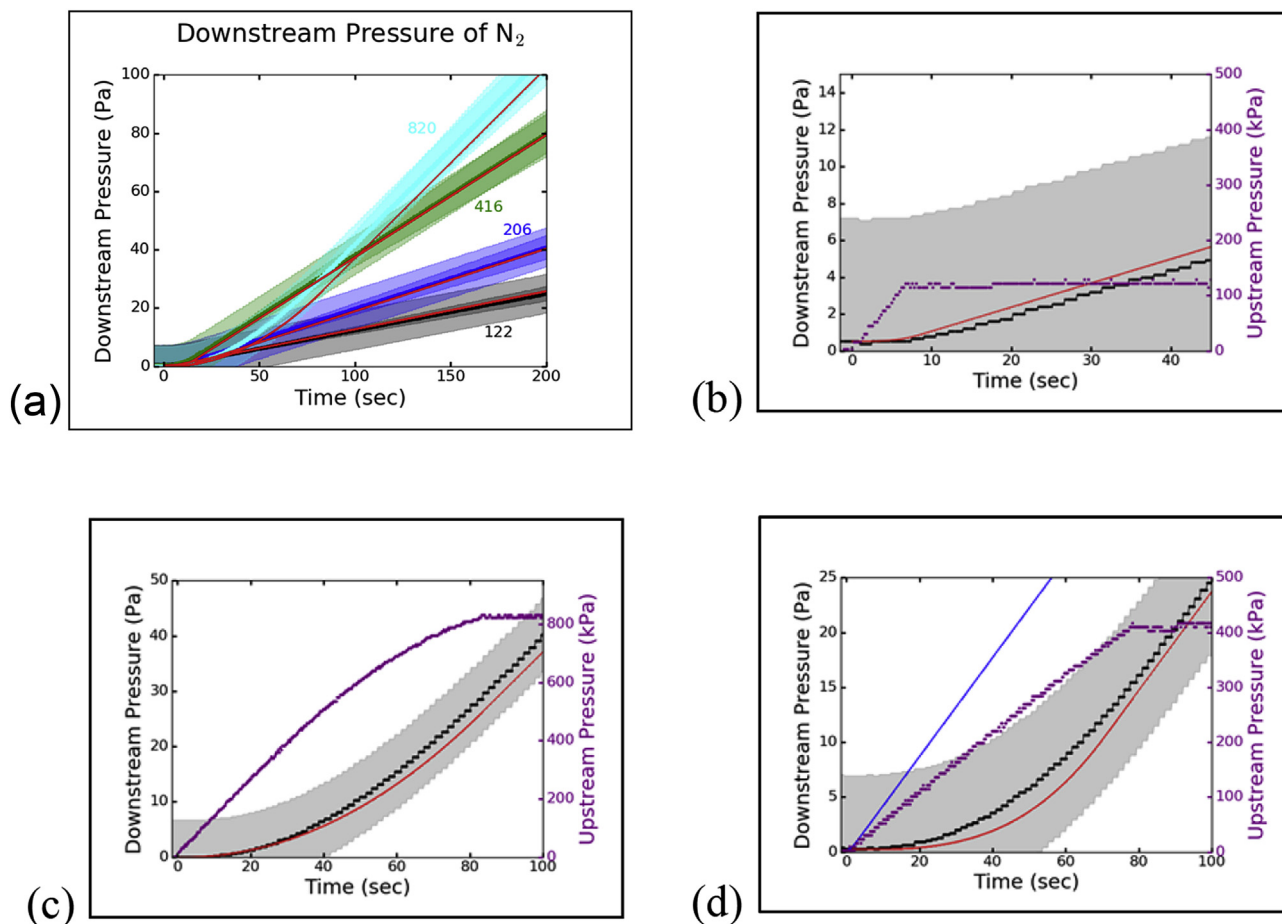 Downstream Pressure of N₂
100
80
60
40
20
0
Downstream Pressure (Pa)
820
416
206
122
0 50 100 150 200
Time (sec)
(a)
14
12
10
8
6
4
2
0
Downstream Pressure (Pa)
500
400
300
200
100
0
Upstream Pressure (kPa)
0 10 20 30 40
Time (sec)
(b)
50
40
30
20
10
0
Downstream Pressure (Pa)
800
600
400
200
0
Upstream Pressure (kPa)
0 20 40 60 80 100
Time (sec)
(c)
25
20
15
10
5
0
Downstream Pressure (Pa)
500
400
300
200
100
0
Upstream Pressure (kPa)
0 20 40 60 80 100
Time (sec)
(d)